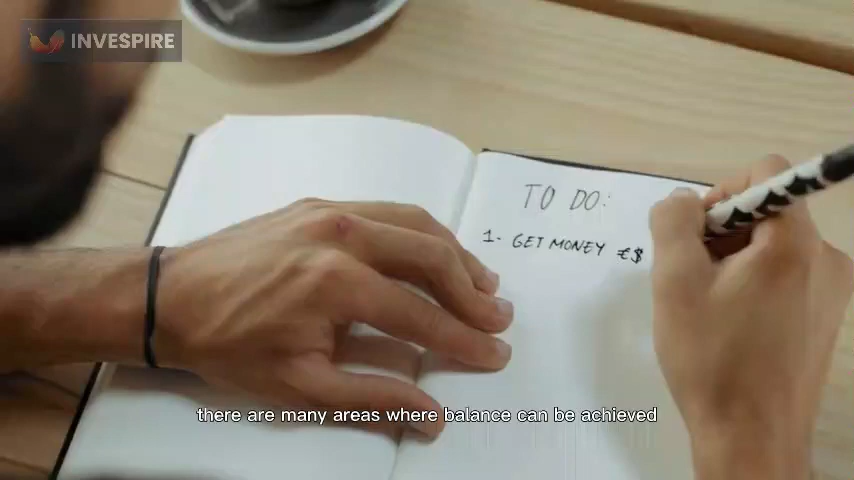 INVESPIRE
TO DO:
1- GET MONEY €$
there are many areas where balance can be achieved